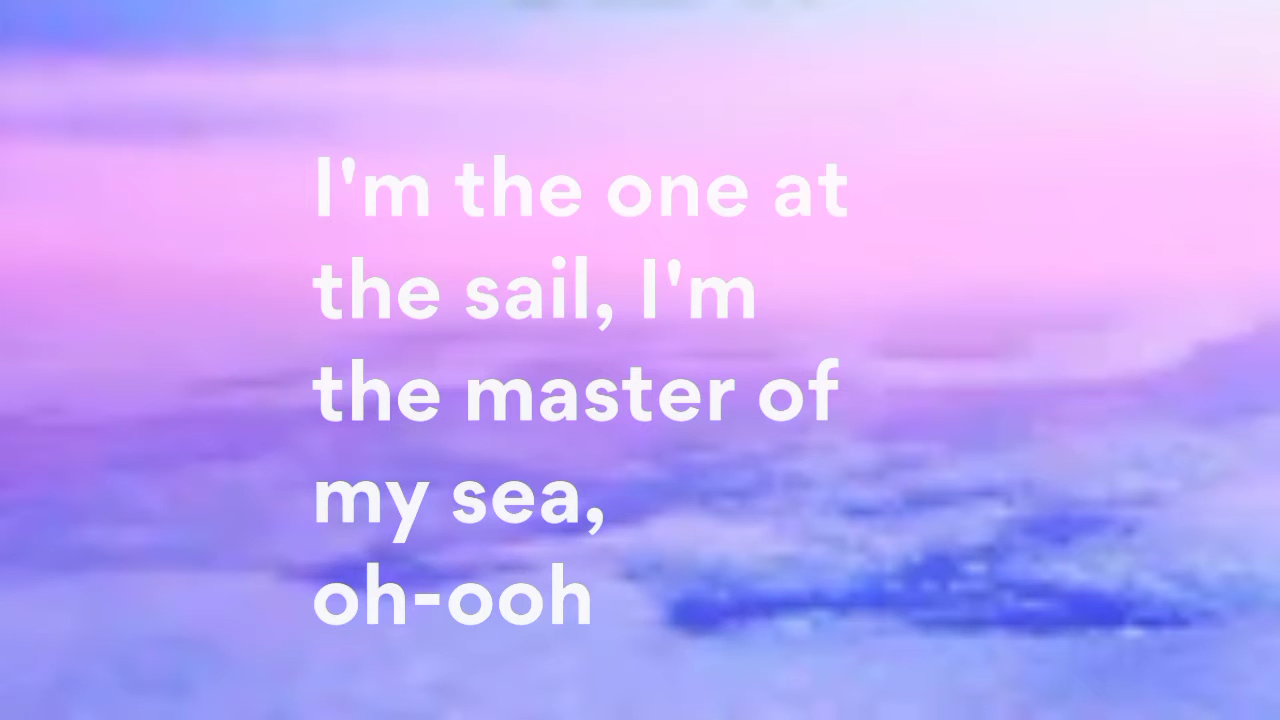 I'm the one at
the sail, I'm
the master of
my sea,
oh-ooh